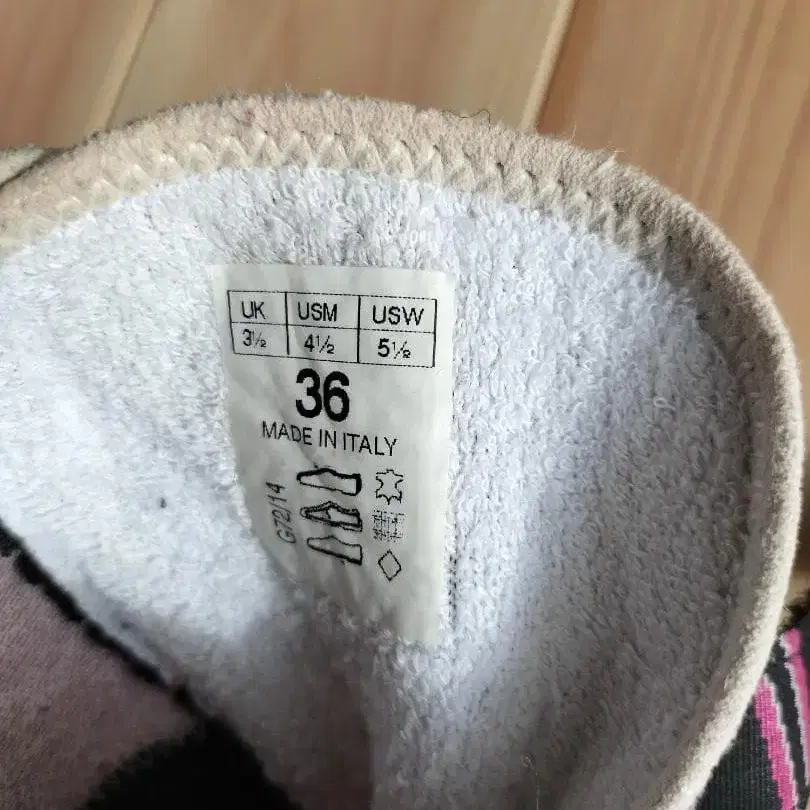 UK USM USW
3½ 4½ 5½
36
MADE IN ITALY
G72/14